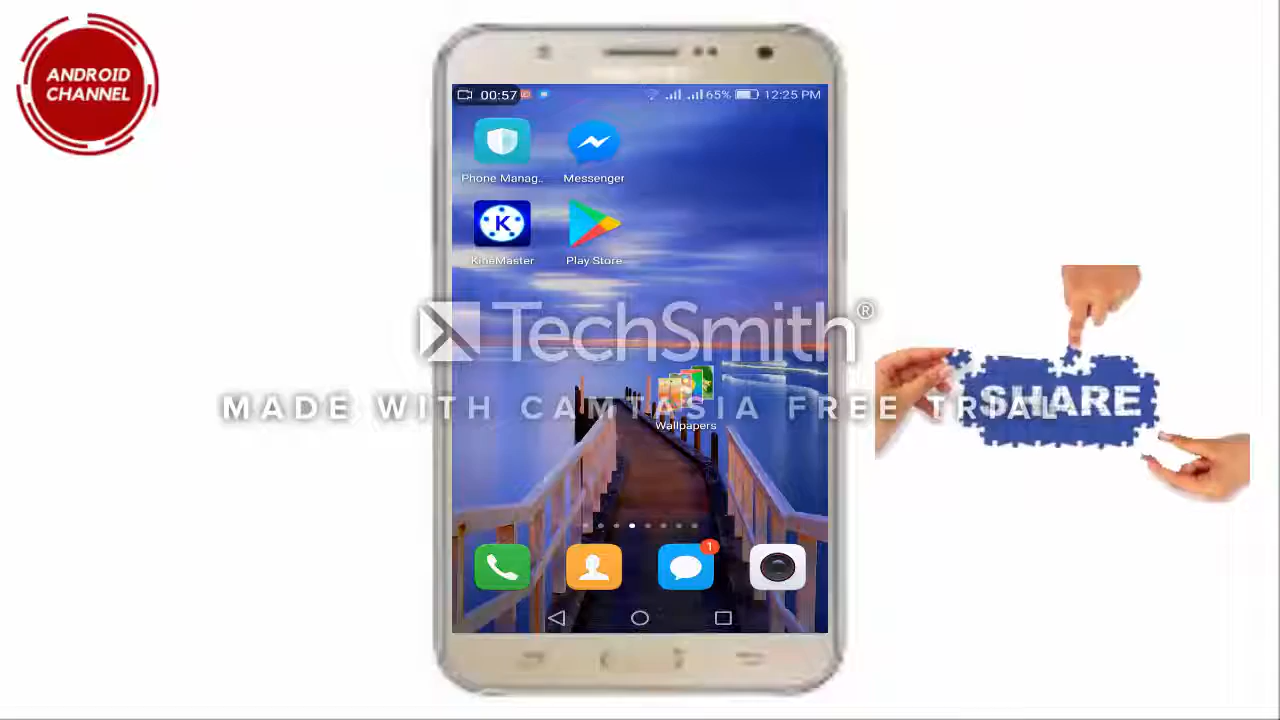 ANDROID
CHANNEL
00:57
65%
12:25 PM
Phone Manag..
Messenger
K
KineMaster
Play Store
TechSmith®
MADE WITH CAMTASIA FREE TRIAL
SHARE
Wallpapers
1